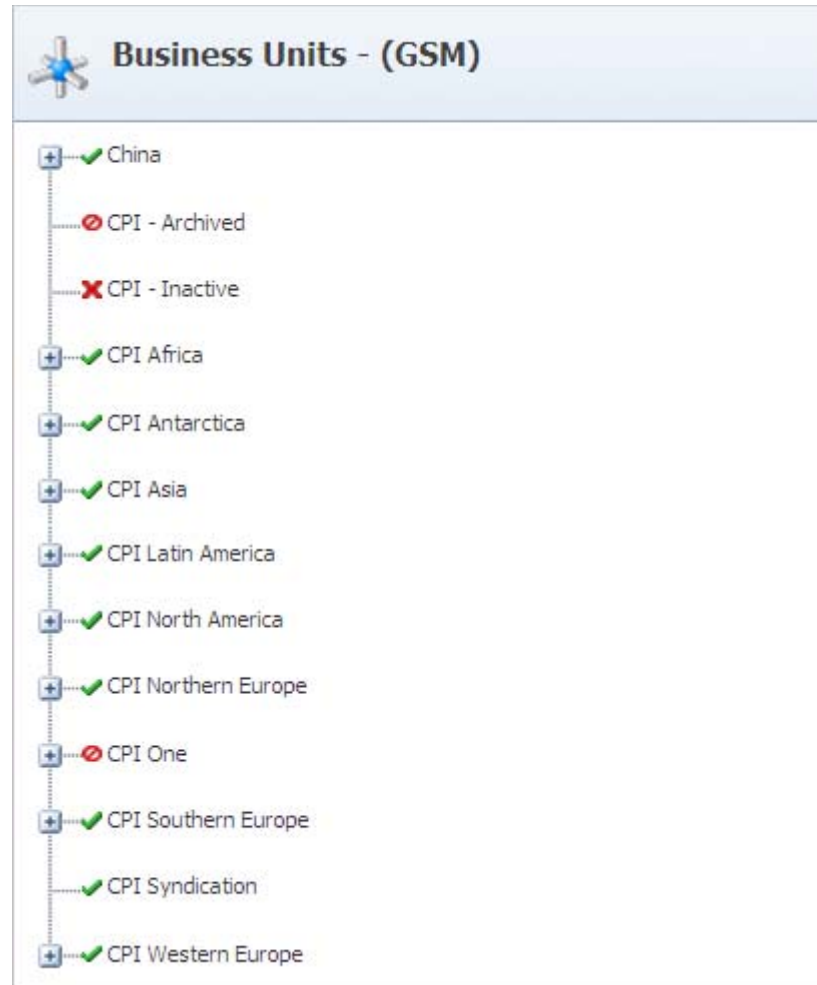 Business Units - (GSM)
China
CPI - Archived
CPI - Inactive
CPI Africa
CPI Antarctica
CPI Asia
CPI Latin America
CPI North America
CPI Northern Europe
CPI One
CPI Southern Europe
CPI Syndication
CPI Western Europe